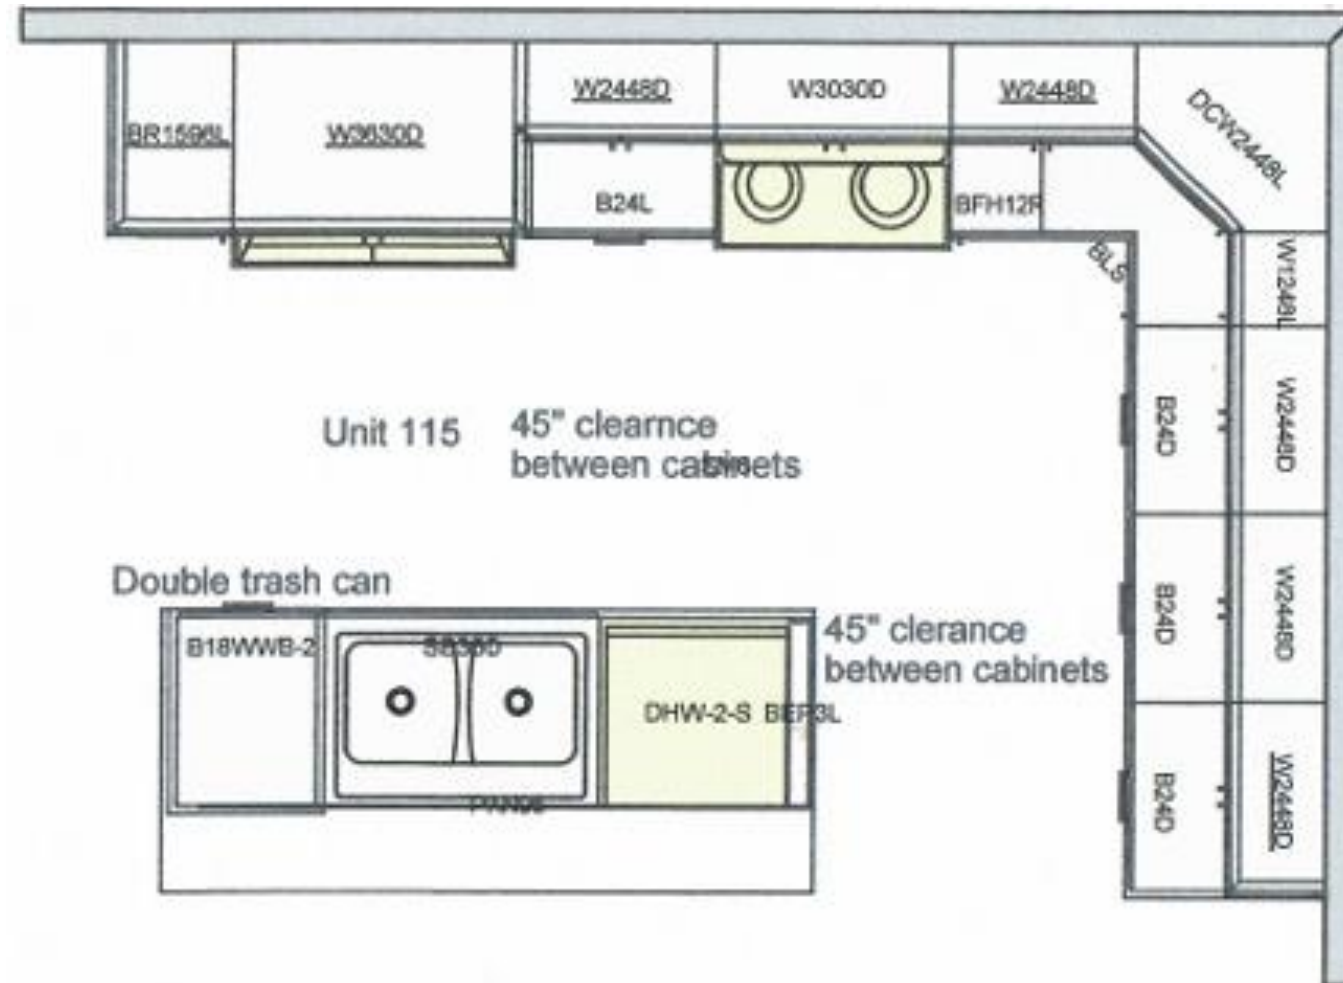 W2448D
W3030D
W2448D
DCW2448L
BR1596L
W3630D
B24L
BFH12R
BLS
W1248L
Unit 115
45" clearnce
between cabinets
B24D
W2448D
B24D
W2448D
B24D
W2448D
Double trash can
45" clerance
between cabinets
B18WWB-2
DHW-2-S
BEP3L